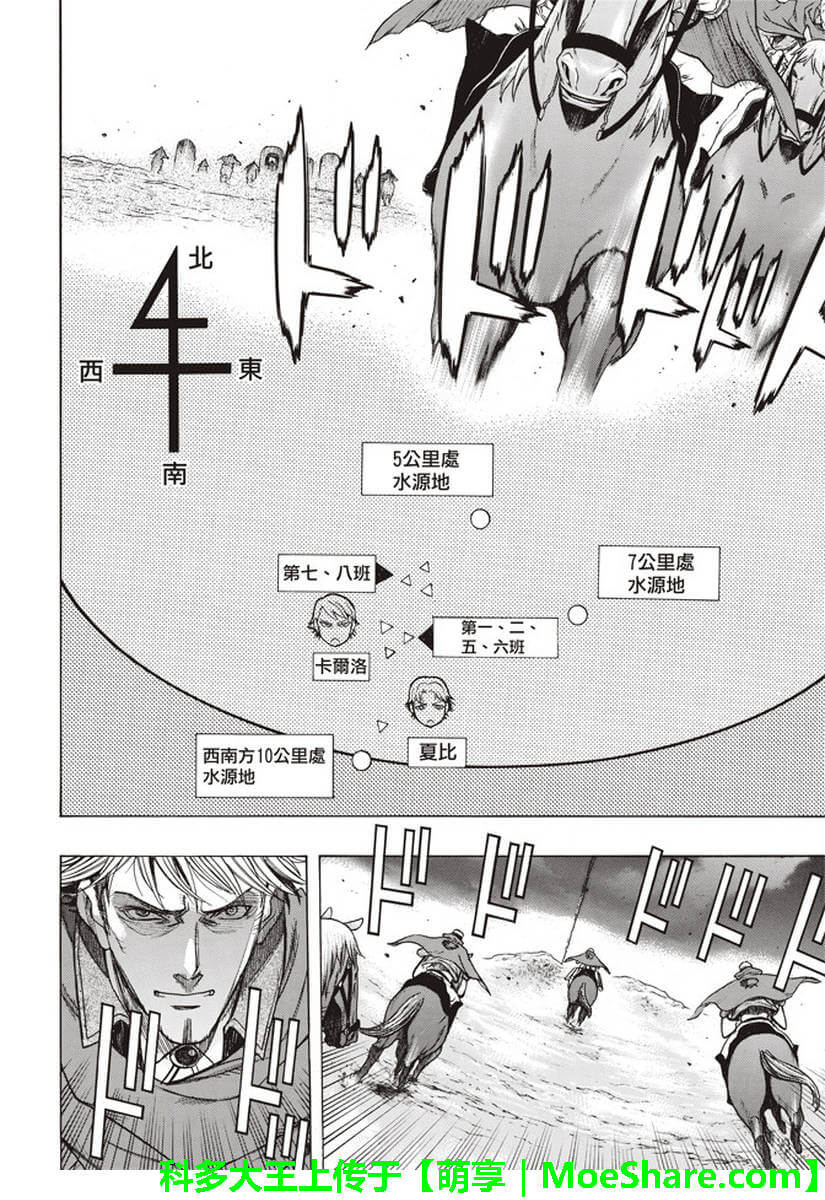 ドドドド
北
西
東
南
5公里處
水源地
7公里處
水源地
第七、八班
第一、二、
五、六班
卡爾洛
夏比
西南方10公里處
水源地
ドドドド
ドド
ドド
科多大王上传于【萌享】|MoeShare.com】